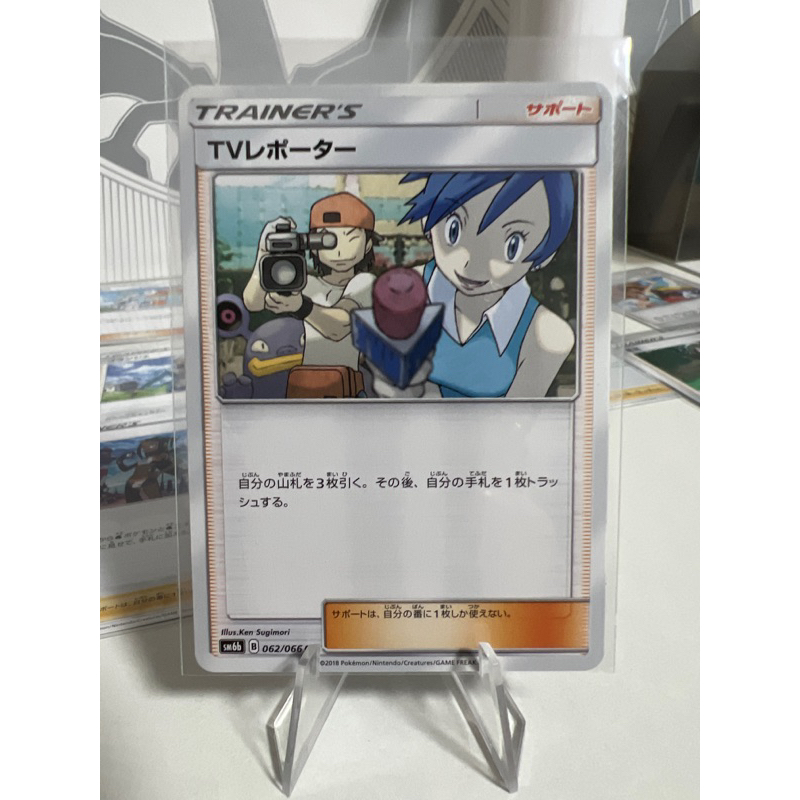 TRAINER'S
サポート
TVレポーター
自分の山札を3枚引く。その後、自分の手札を1枚トラッ
シュする。
サポートは、自分の番に1枚しか使えない。
Illus.Ken Sugimori
SM6b B 062/066
©2018 Pokémon/Nintendo/Creatures/GAME FREAK